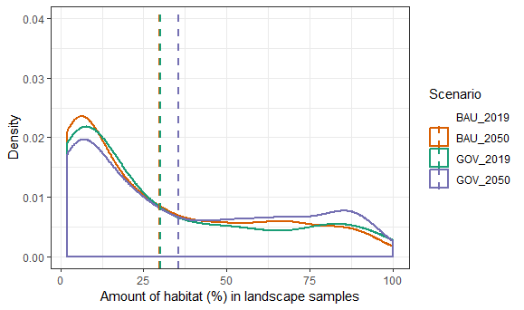 0.04
0.03
0.02
0.01
0.00
Density
0 25 50 75 100
Amount of habitat (%) in landscape samples
Scenario
BAU_2019
BAU_2050
GOV_2019
GOV_2050